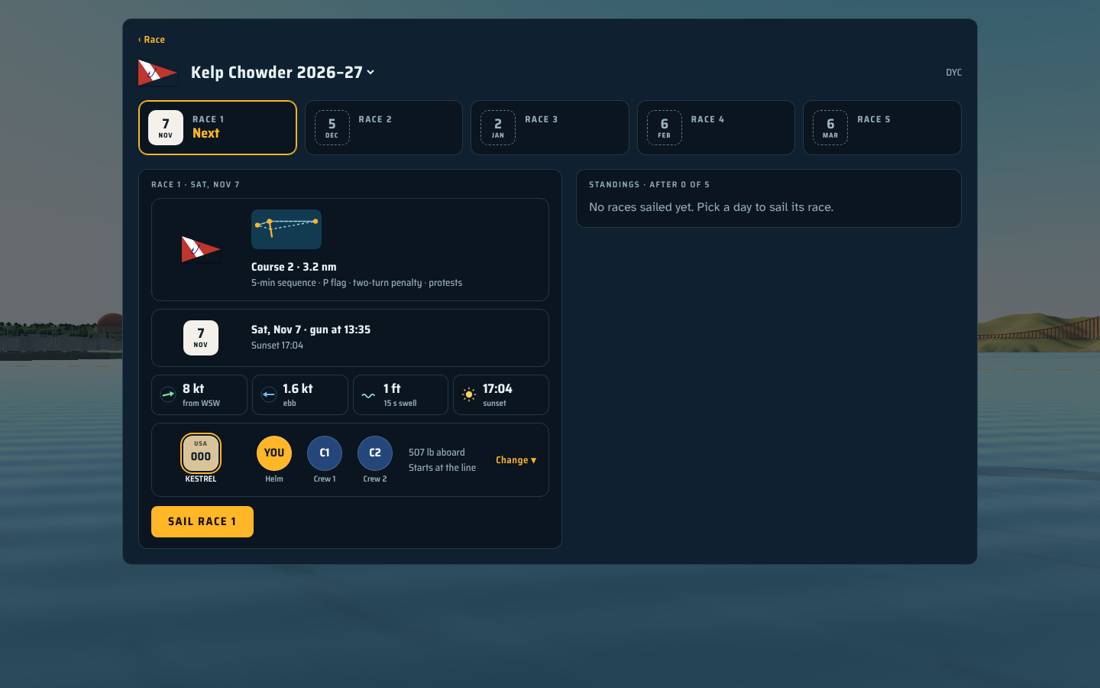 ‹ Race
Kelp Chowder 2026–27
DYC
7
NOV
RACE 1
Next
5
DEC
RACE 2
2
JAN
RACE 3
6
FEB
RACE 4
6
MAR
RACE 5
RACE 1 · SAT, NOV 7
Course 2 · 3.2 nm
5-min sequence · P flag · two-turn penalty · protests
7
NOV
Sat, Nov 7 · gun at 13:35
Sunset 17:04
8 kt
from WSW
1.6 kt
ebb
1 ft
15 s swell
17:04
sunset
USA
000
KESTREL
YOU
Helm
C1
Crew 1
C2
Crew 2
507 lb aboard
Starts at the line
Change ▾
SAIL RACE 1
STANDINGS · AFTER 0 OF 5
No races sailed yet. Pick a day to sail its race.